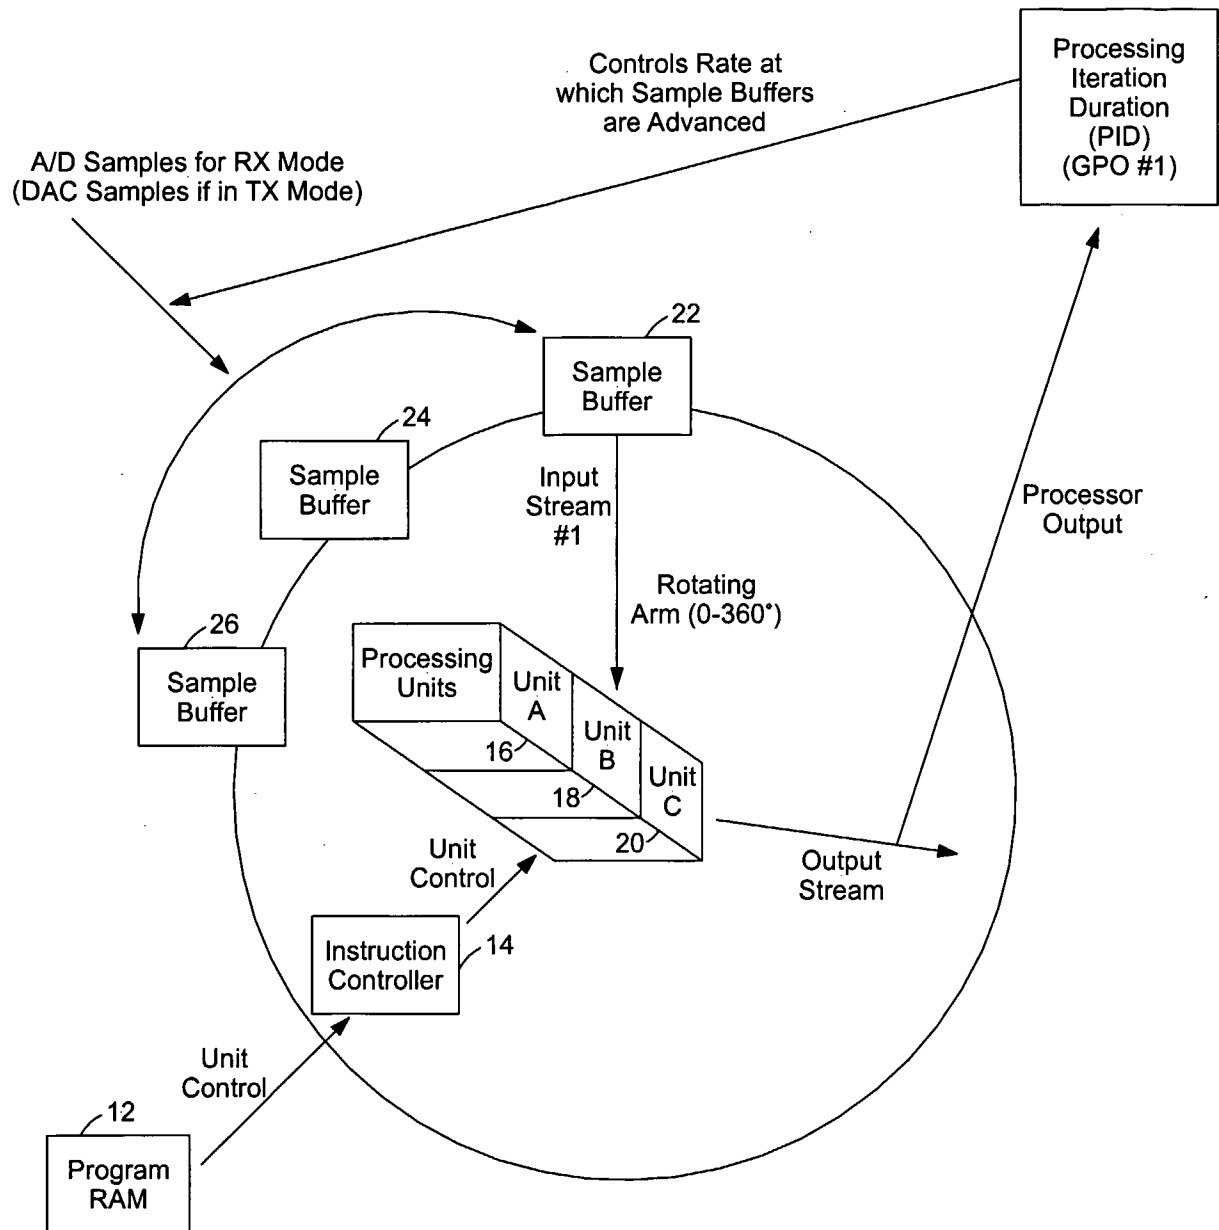 Processing
Iteration
Duration
(PID)
(GPO #1)
Controls Rate at
which Sample Buffers
are Advanced
A/D Samples for RX Mode
(DAC Samples if in TX Mode)
22
Sample
Buffer
24
Sample
Buffer
Input
Stream
#1
Processor
Output
Rotating
Arm (0-360°)
26
Sample
Buffer
Processing
Units
Unit
A
Unit
B
Unit
C
16
18
20
Unit
Control
Output
Stream
Instruction
Controller
14
Unit
Control
12
Program
RAM